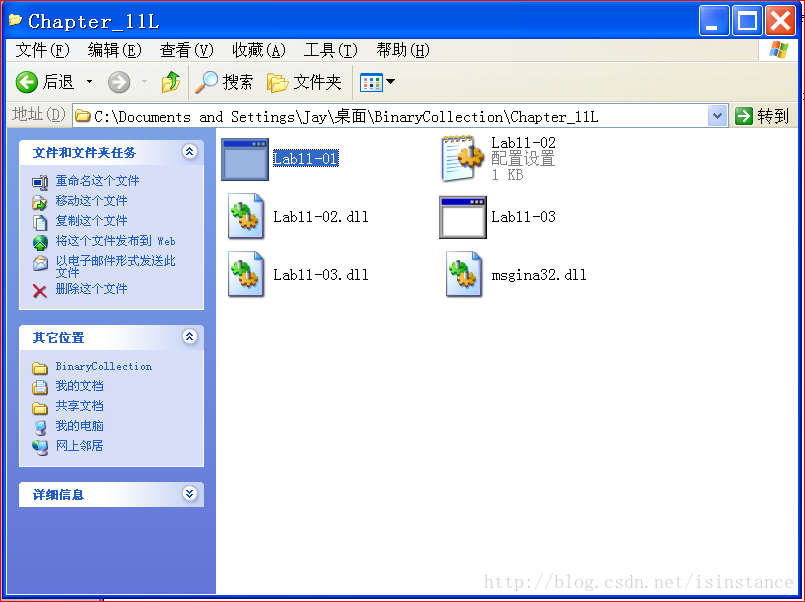 Chapter_11L
文件(F) 编辑(E) 查看(V) 收藏(A) 工具(T) 帮助(H)
后退 搜索 文件夹
地址(D) C:\Documents and Settings\Jay\桌面\BinaryCollection\Chapter_11L 转到
文件和文件夹任务
重命名这个文件
移动这个文件
复制这个文件
将这个文件发布到 Web
以电子邮件形式发送此
文件
删除这个文件
其它位置
BinaryCollection
我的文档
共享文档
我的电脑
网上邻居
详细信息
Lab11-01
Lab11-02
配置设置
1 KB
Lab11-02.dll
Lab11-03
Lab11-03.dll
msgina32.dll
http://blog.csdn.net/isinstance